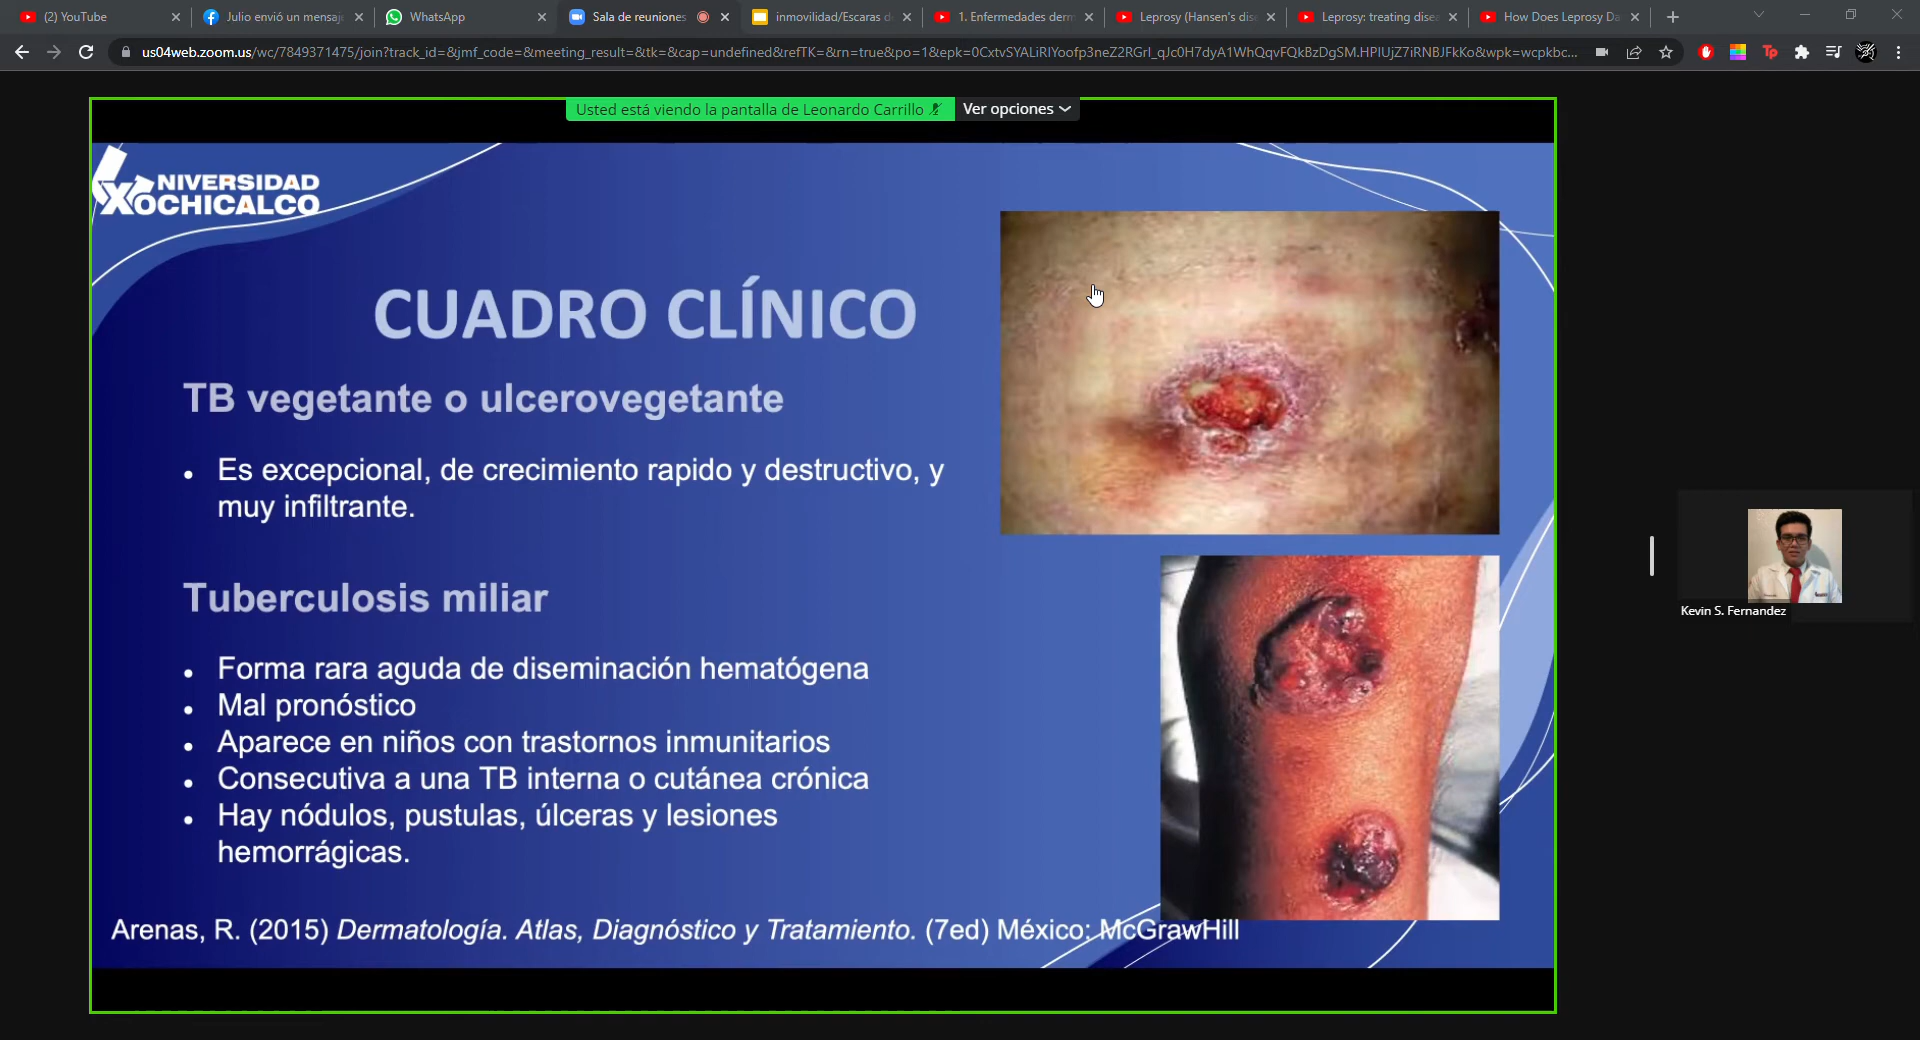 (2) YouTube
Julio envió un mensaj
WhatsApp
Sala de reuniones
inmovilidad/Escaras d
1. Enfermedades derm
Leprosy (Hansen's dis
Leprosy: treating disea
How Does Leprosy Da
us04web.zoom.us/wc/7849371475/join?track_id=&jmf_code=&meeting_result=&tk=&cap=undefined&refTK=&rn=true&po=1&epk=0CxtvSYALiRIYoofp3neZ2RGrI_qJc0H7dyA1WhQqvFQkBzDgSM.HPIUjZ7iRNBJFkKo&wpk=wcpkbc...
Usted está viendo la pantalla de Leonardo Carrillo
Ver opciones
UNIVERSIDAD
XOCHICALCO
CUADRO CLÍNICO
TB vegetante o ulcerovegetante
• Es excepcional, de crecimiento rapido y destructivo, y
muy infiltrante.
Tuberculosis miliar
• Forma rara aguda de diseminación hematógena
• Mal pronóstico
• Aparece en niños con trastornos inmunitarios
• Consecutiva a una TB interna o cutánea crónica
• Hay nódulos, pustulas, úlceras y lesiones
hemorrágicas.
Arenas, R. (2015) Dermatología. Atlas, Diagnóstico y Tratamiento. (7ed) México: McGrawHill
Kevin S. Fernandez